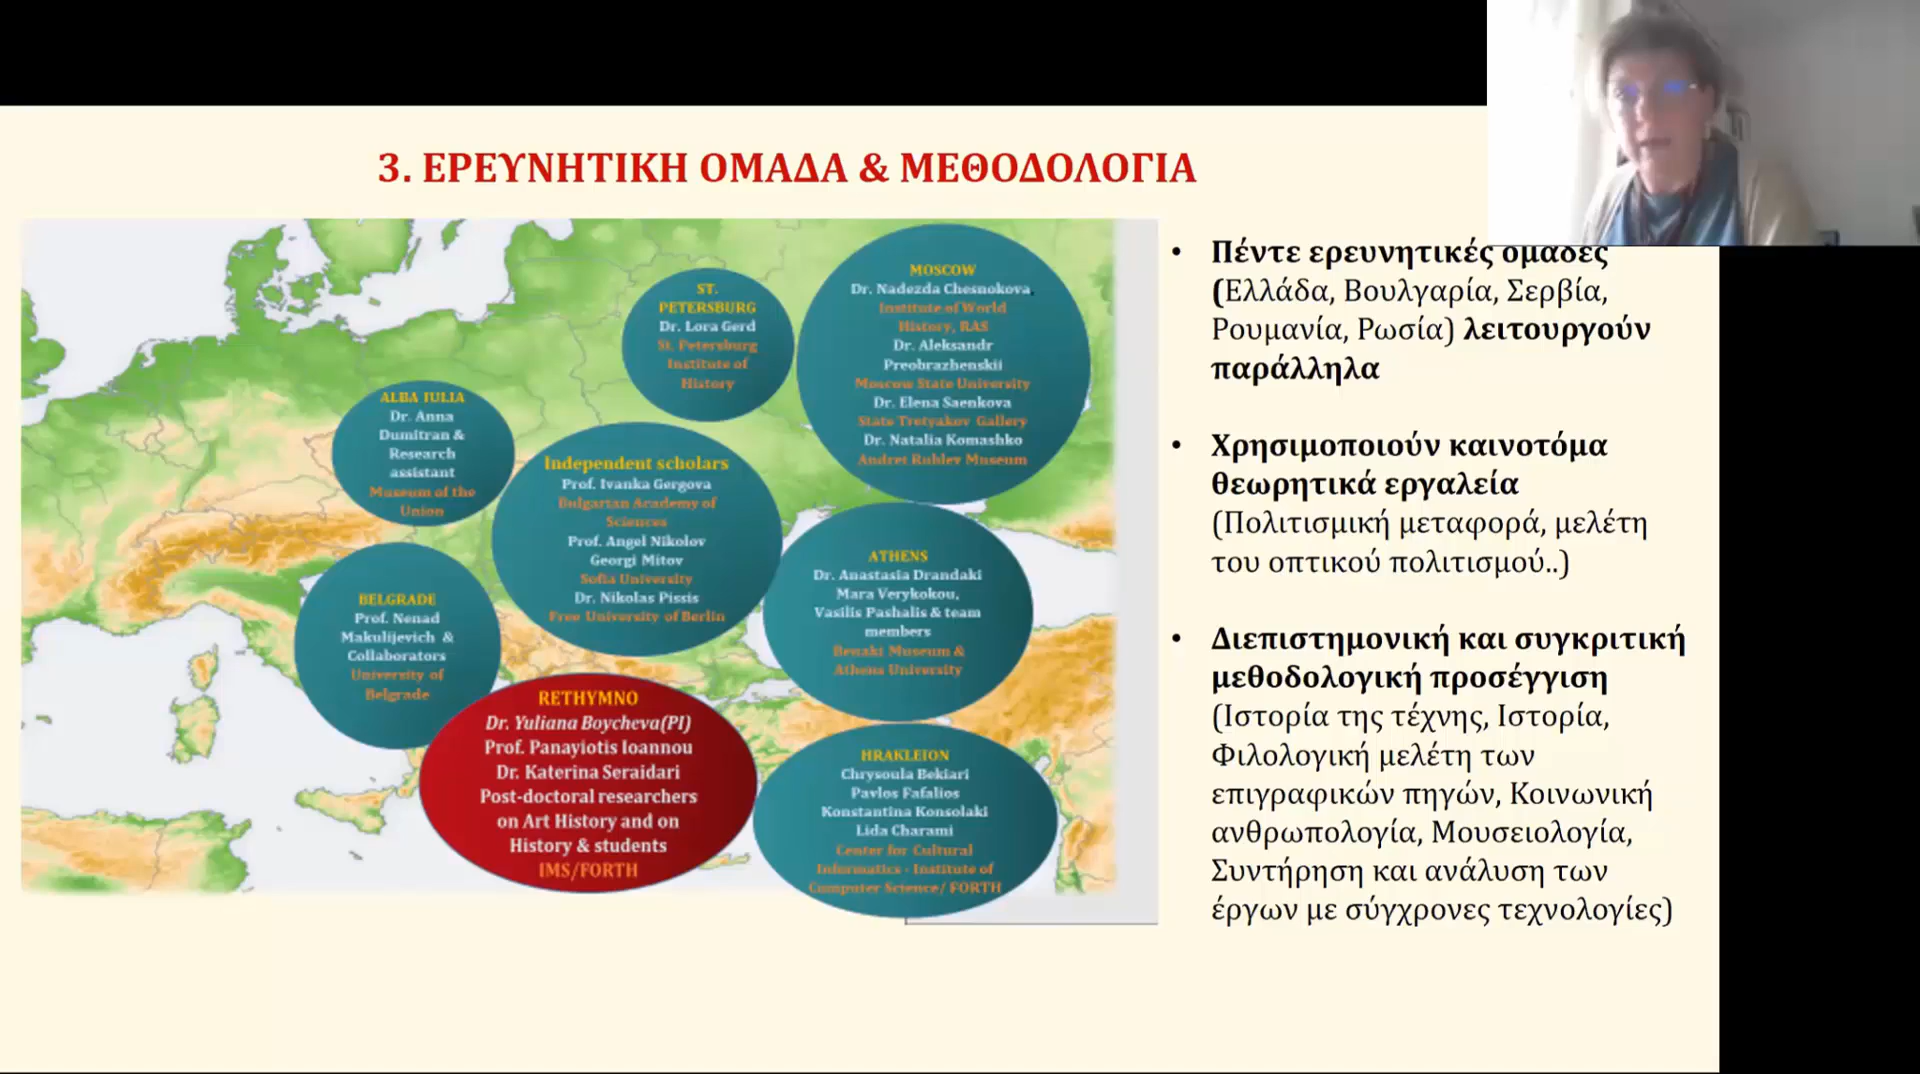 3. ΕΡΕΥΝΗΤΙΚΗ ΟΜΑΔΑ & ΜΕΘΟΔΟΛΟΓΙΑ
ST.
PETERSBURG
Dr. Lora Gerd
St. Petersburg
Institute of
History
MOSCOW
Dr. Nadezda Chesnokova.
Institute of World
History, RAS
Dr. Aleksandr
Preobrazhenskii
Moscow State University
Dr. Elena Saenkova
State Tretyakov Gallery
Dr. Natalia Komashko
Andrei Rublev Museum
ALBA IULIA
Dr. Anna
Dumitran &
Research
assistant
Museum of the
Union
Independent scholars
Prof. Ivanka Gergova
Bulgarian Academy of
Sciences
Prof. Angel Nikolov
Georgi Mitov
Sofia University
Dr. Nikolas Pissis
Free University of Berlin
BELGRADE
Prof. Nenad
Makulijevich &
Collaborators
University of
Belgrade
ATHENS
Dr. Anastasia Drandaki
Mara Verykokou,
Vasilis Pashalis & team
members
Benaki Museum &
Athens University
RETHYMNO
Dr. Yuliana Boycheva(PI)
Prof. Panayiotis Ioannou
Dr. Katerina Seraidari
Post-doctoral researchers
on Art History and on
History & students
IMS/FORTH
HRAKLEION
Chrysoula Bekiari
Pavlos Fafalios
Konstantina Konsolaki
Lida Charami
Center for Cultural
Informatics - Institute of
Computer Science/ FORTH
• Πέντε ερευνητικές ομάδες
(Ελλάδα, Βουλγαρία, Σερβία,
Ρουμανία, Ρωσία) λειτουργούν
παράλληλα
• Χρησιμοποιούν καινοτόμα
θεωρητικά εργαλεία
(Πολιτισμική μεταφορά, μελέτη
του οπτικού πολιτισμού..)
• Διεπιστημονική και συγκριτική
μεθοδολογική προσέγγιση
(Ιστορία της τέχνης, Ιστορία,
Φιλολογική μελέτη των
επιγραφικών πηγών, Κοινωνική
ανθρωπολογία, Μουσειολογία,
Συντήρηση και ανάλυση των
έργων με σύγχρονες τεχνολογίες)